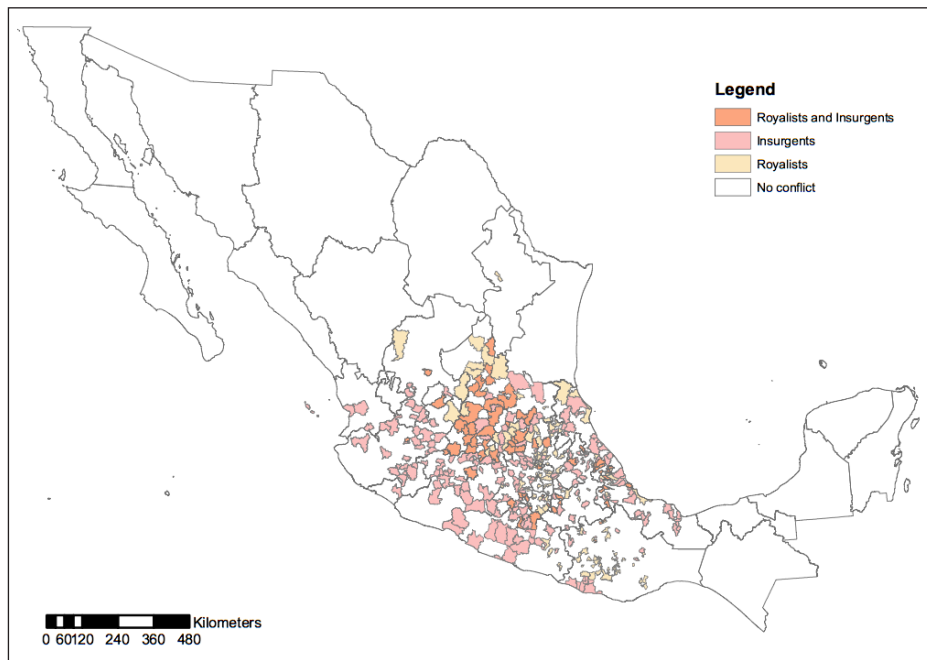 Legend
Royalists and Insurgents
Insurgents
Royalists
No conflict
Kilometers
0 60120 240 360 480